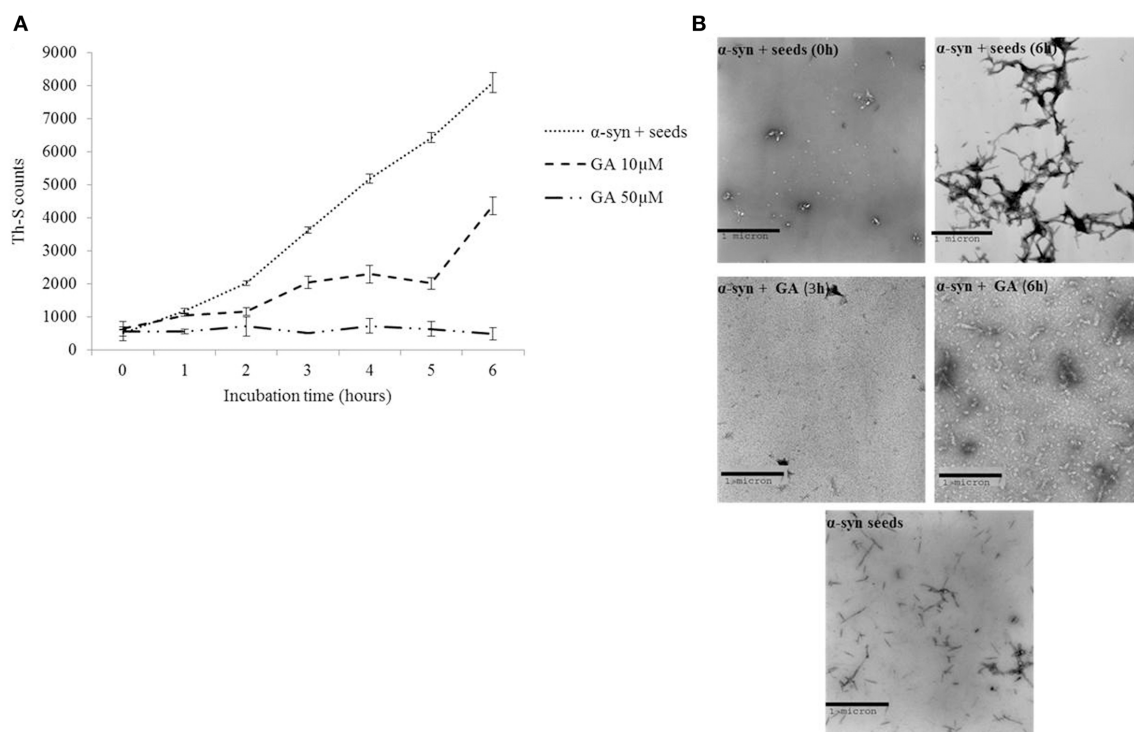 A
9000
8000
7000
6000
5000
4000
3000
2000
1000
0
Th-S counts
0 1 2 3 4 5 6
Incubation time (hours)
α-syn + seeds
GA 10µM
GA 50µM
B
α-syn + seeds (0h)
1 micron
α-syn + seeds (6h)
1 micron
α-syn + GA (3h)
1 micron
α-syn + GA (6h)
1 micron
α-syn seeds
1 micron